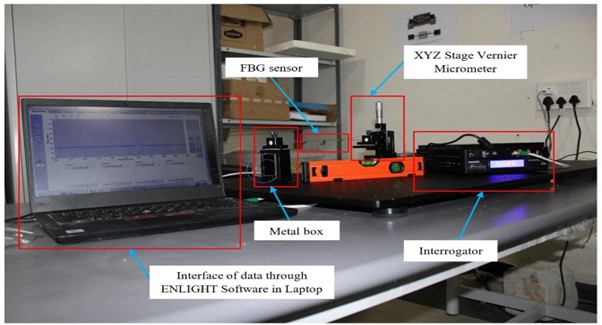 FBG sensor
XYZ Stage Vernier
Micrometer
Metal box
Interrogator
Interface of data through
ENLIGHT Software in Laptop